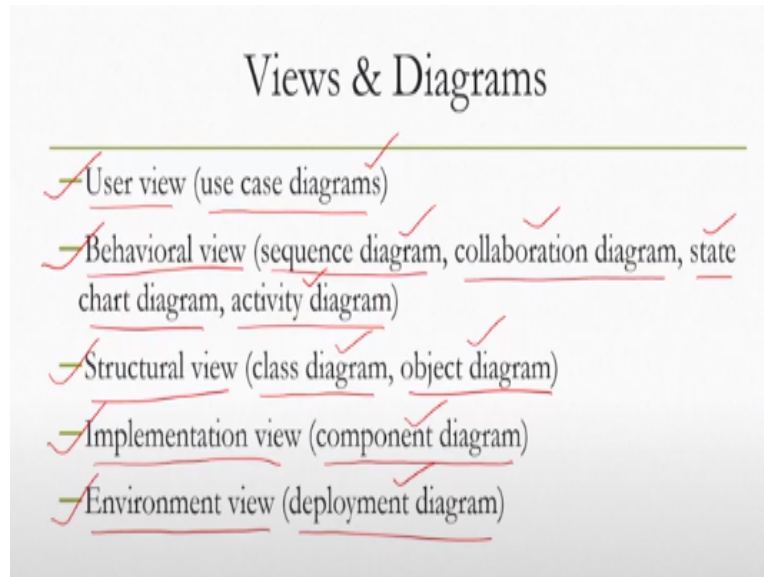 Views & Diagrams
–User view (use case diagrams)
–Behavioral view (sequence diagram, collaboration diagram, state
chart diagram, activity diagram)
–Structural view (class diagram, object diagram)
–Implementation view (component diagram)
–Environment view (deployment diagram)